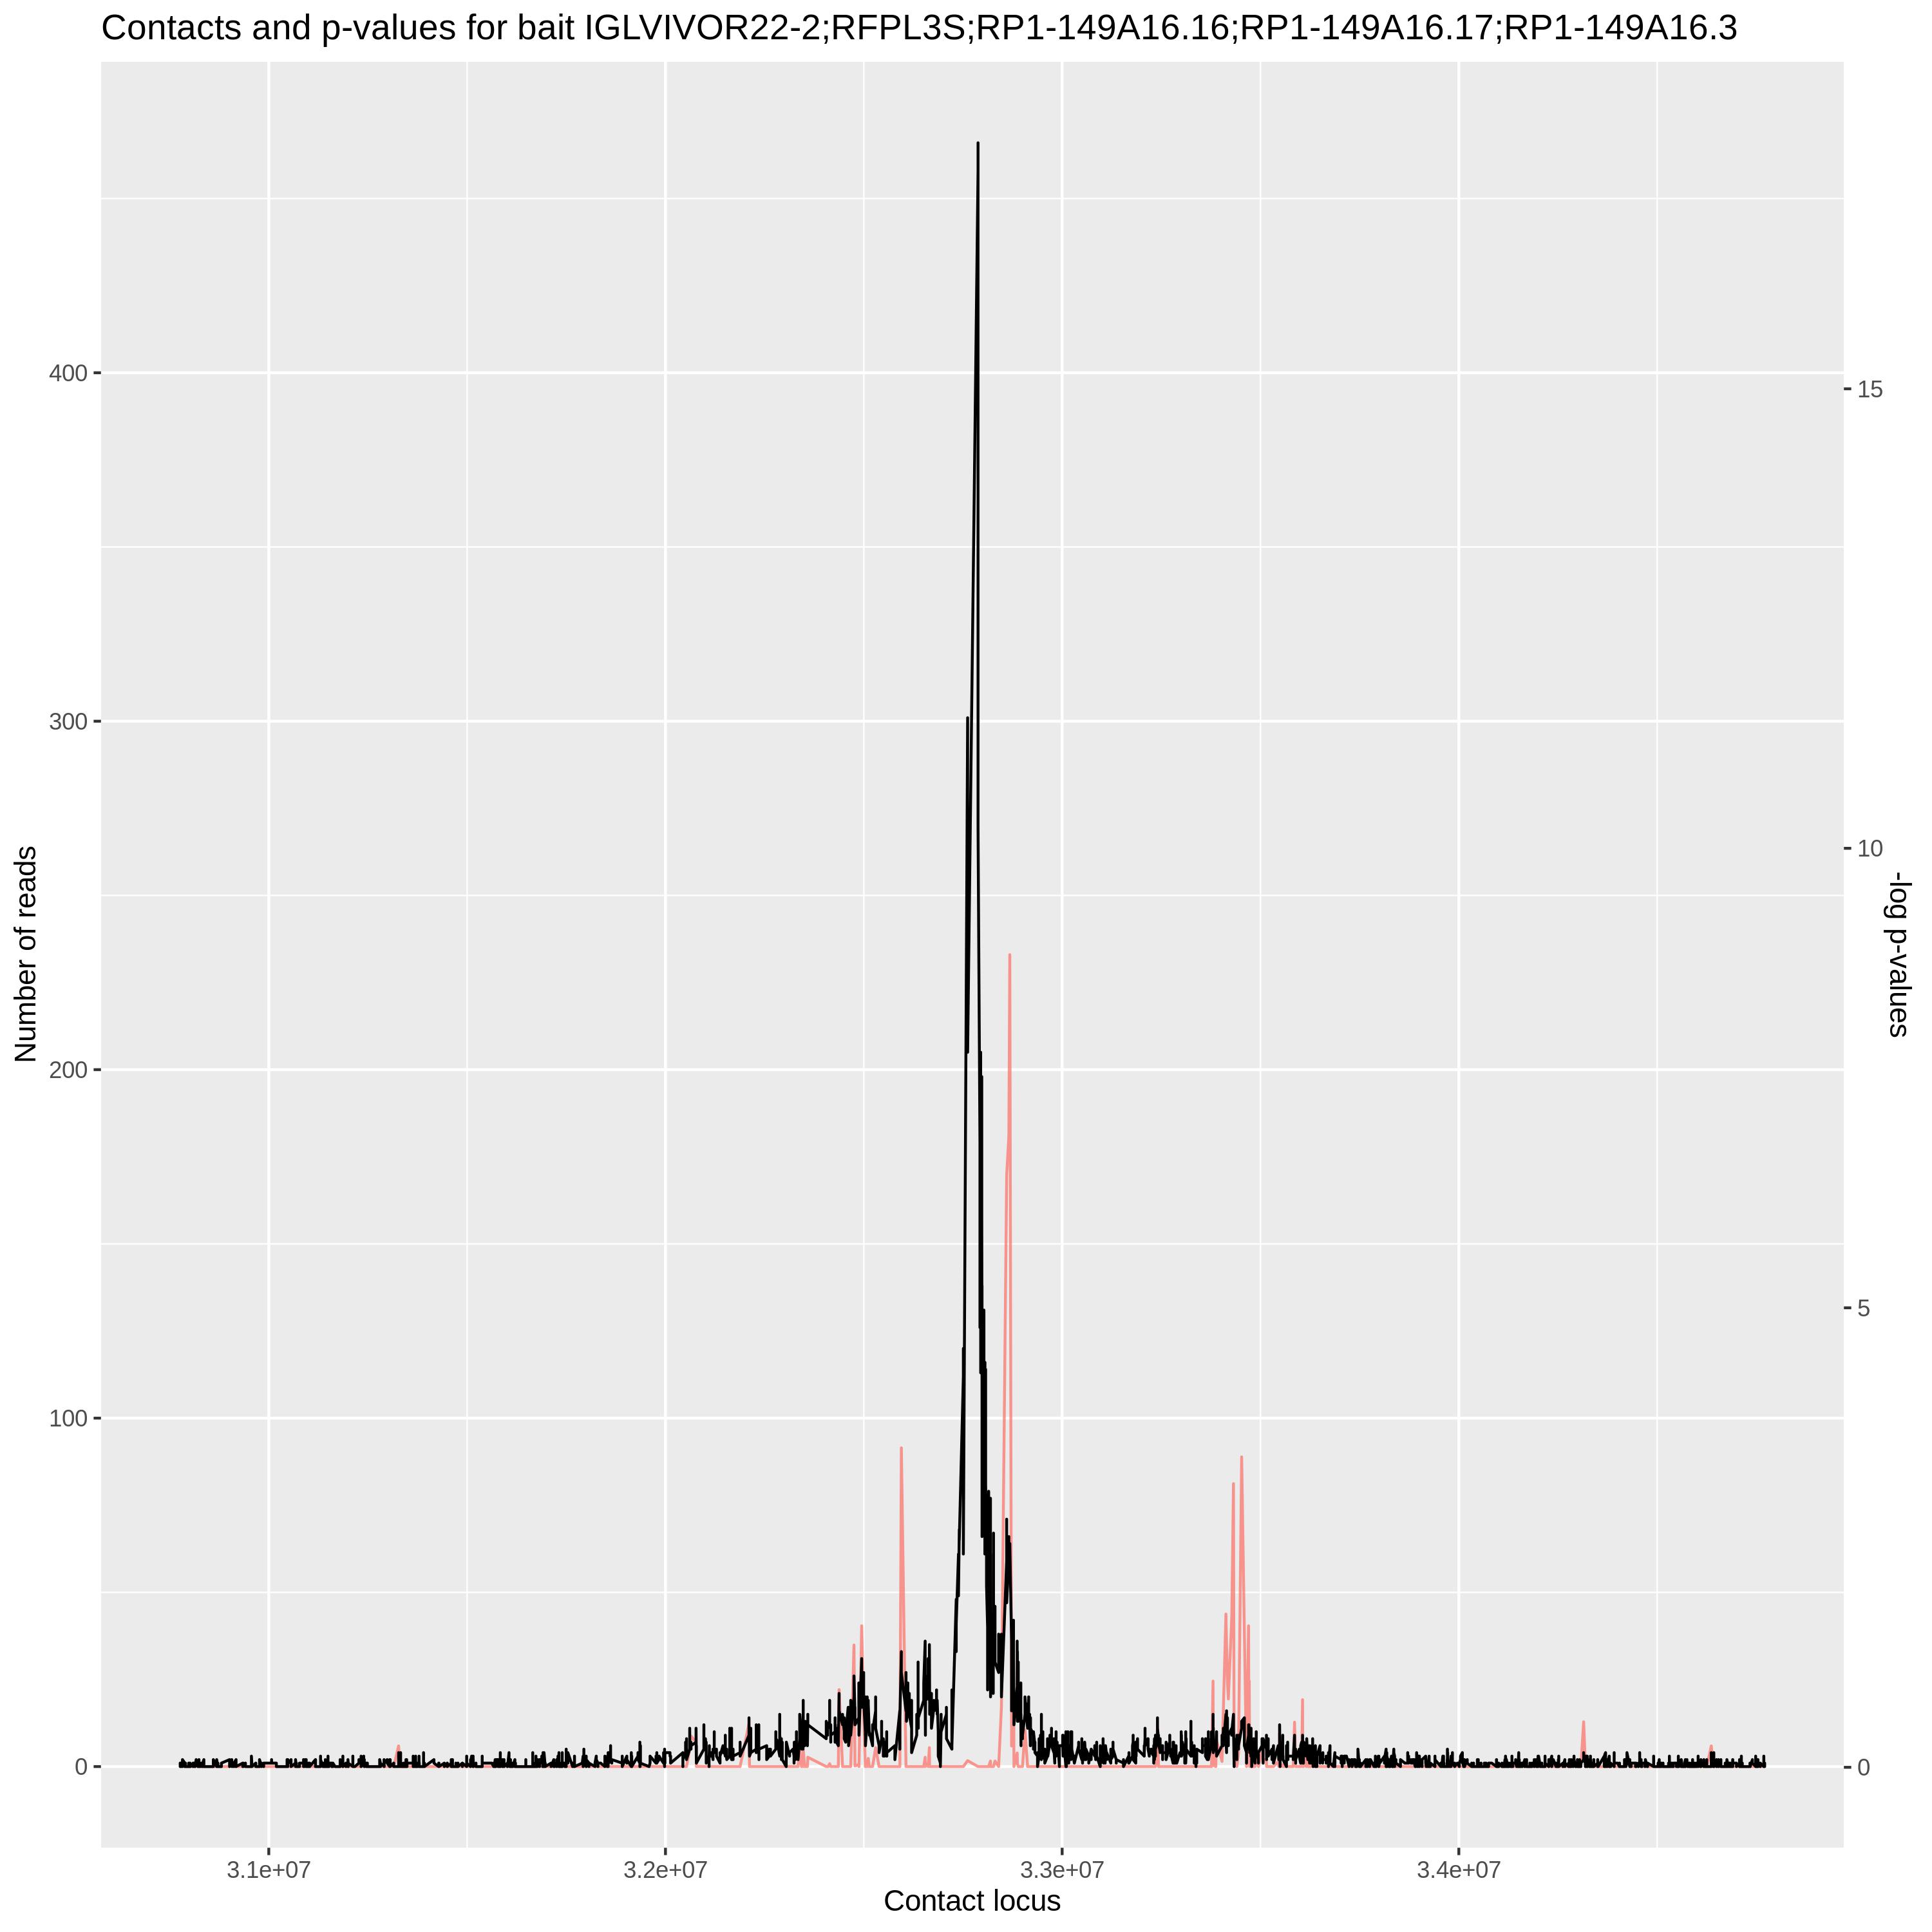 Contacts and p-values for bait IGLVIVOR22-2;RFPL3S;RP1-149A16.16;RP1-149A16.17;RP1-149A16.3
Number of reads
400
300
200
100
0
15
10
5
0
-log p-values
3.1e+07
3.2e+07
3.3e+07
3.4e+07
Contact locus